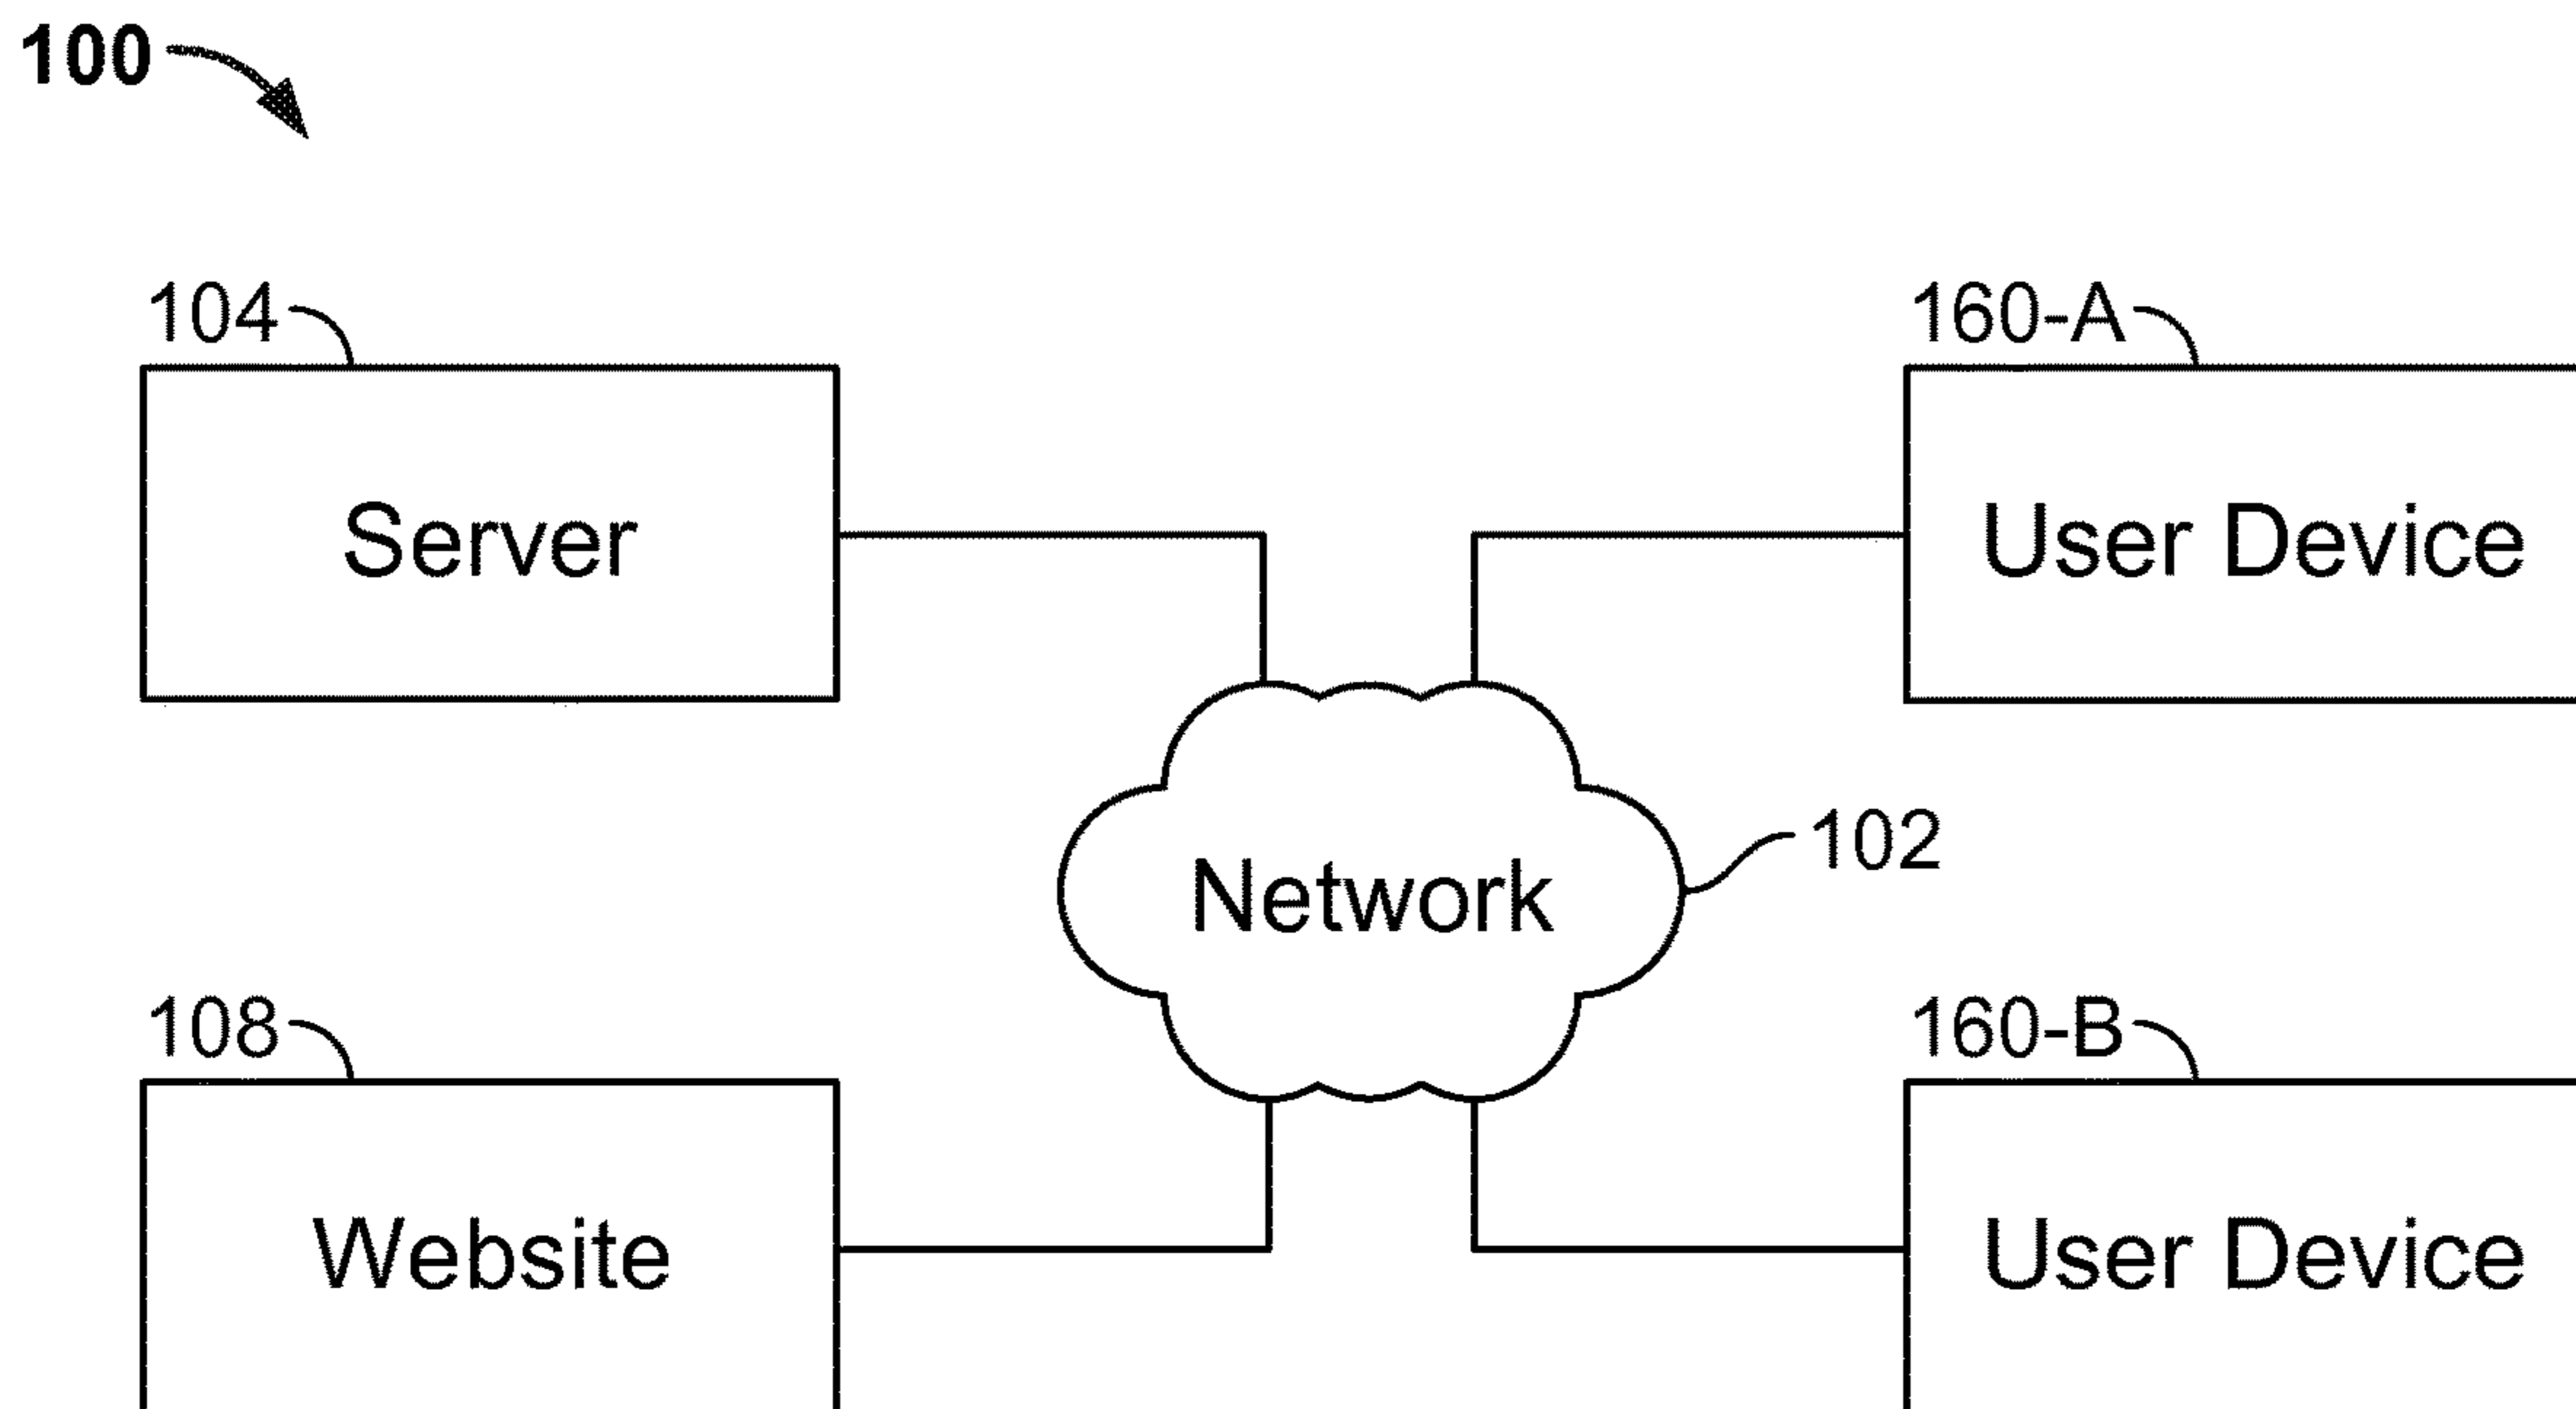 100
104
160-A
Server
User Device
102
Network
108
160-B
Website
User Device